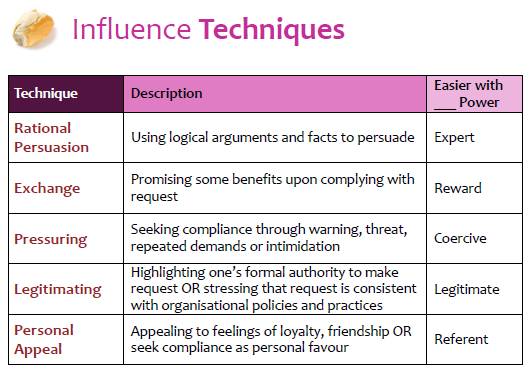 Influence Techniques
Technique
Description
Easier with
___ Power
Rational
Persuasion
Using logical arguments and facts to persuade
Expert
Exchange
Promising some benefits upon complying with
request
Reward
Pressuring
Seeking compliance through warning, threat,
repeated demands or intimidation
Coercive
Legitimating
Highlighting one's formal authority to make
request OR stressing that request is consistent
with organisational policies and practices
Legitimate
Personal
Appeal
Appealing to feelings of loyalty, friendship OR
seek compliance as personal favour
Referent